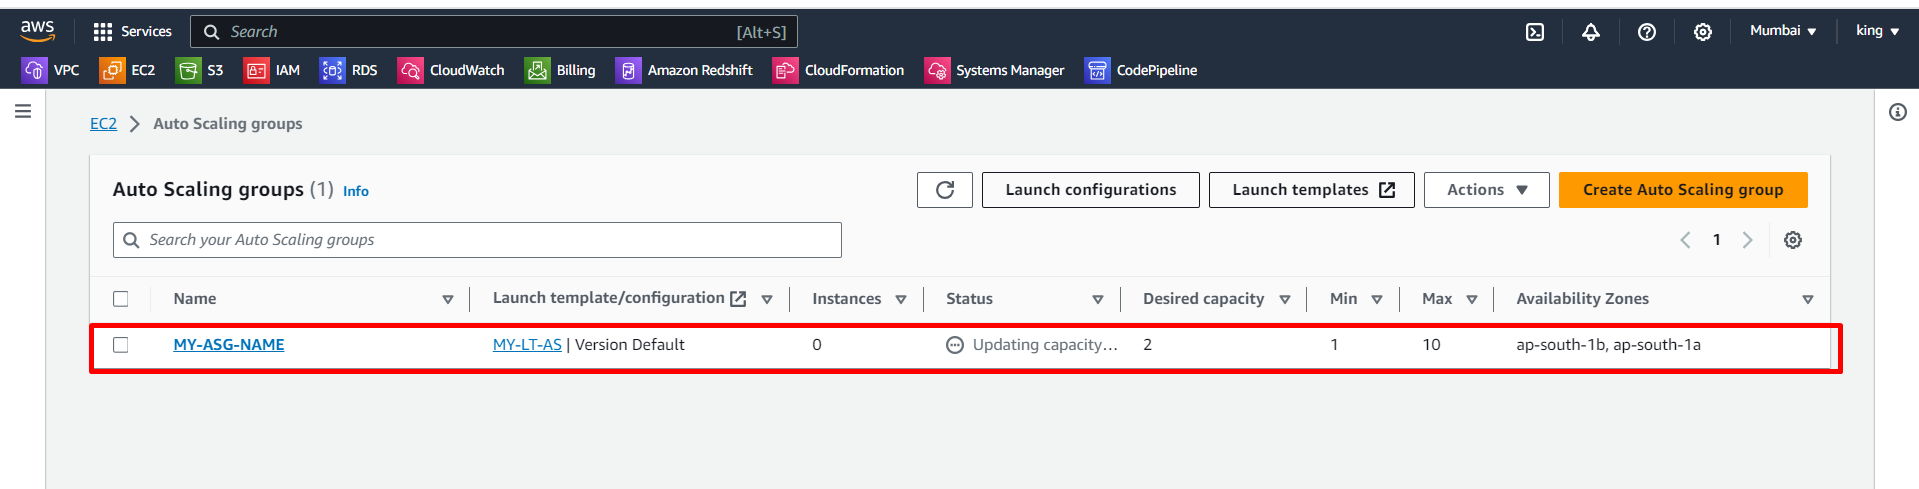 aws Services Search [Alt+S] Mumbai king
VPC EC2 S3 IAM RDS CloudWatch Billing Amazon Redshift CloudFormation Systems Manager CodePipeline
EC2 Auto Scaling groups
Auto Scaling groups (1) Info Launch configurations Launch templates Actions Create Auto Scaling group
Search your Auto Scaling groups 1
Name Launch template/configuration Instances Status Desired capacity Min Max Availability Zones
MY-ASG-NAME MY-LT-AS | Version Default 0 Updating capacity... 2 1 10 ap-south-1b, ap-south-1a